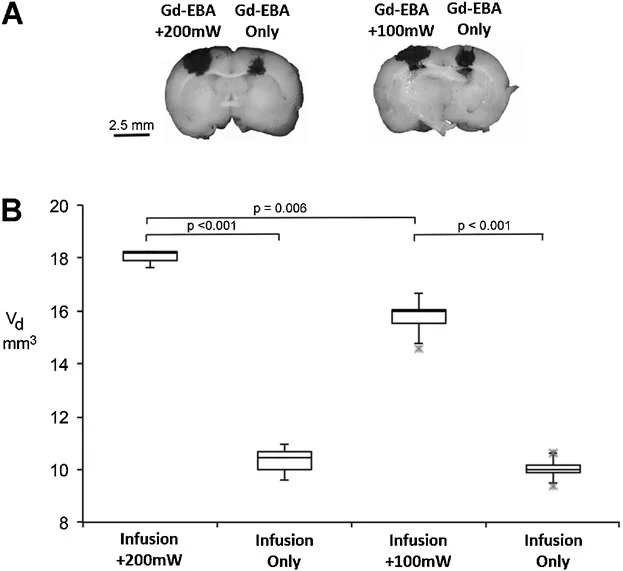 A
Gd-EBA Gd-EBA Gd-EBA Gd-EBA
+200mW Only +100mW Only
2.5 mm
B
20
p = 0.006
p <0.001 p < 0.001
18
16
Vd
mm³
14
12
10
8
Infusion Infusion Infusion Infusion
+200mW Only +100mW Only